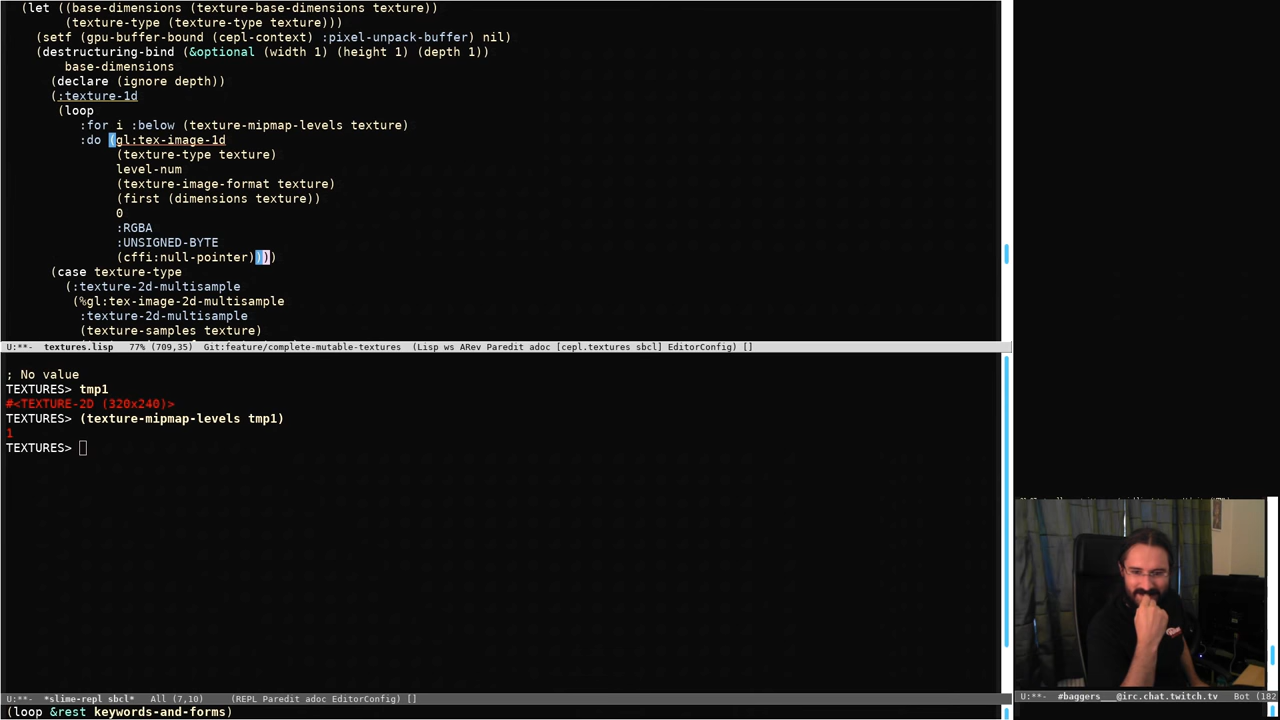 (let ((base-dimensions (texture-base-dimensions texture))
(texture-type (texture-type texture)))
(setf (gpu-buffer-bound (cepl-context) :pixel-unpack-buffer) nil)
(destructuring-bind (&optional (width 1) (height 1) (depth 1))
base-dimensions
(declare (ignore depth))
(:texture-1d
(loop
:for i :below (texture-mipmap-levels texture)
:do (gl:tex-image-1d
(texture-type texture)
level-num
(texture-image-format texture)
(first (dimensions texture))
0
:RGBA
:UNSIGNED-BYTE
(cffi:null-pointer))))
(case texture-type
(:texture-2d-multisample
(%gl:tex-image-2d-multisample
:texture-2d-multisample
(texture-samples texture)
U:**-  textures.lisp   77% (709,35)  Git:feature/complete-mutable-textures  (Lisp ws ARev Paredit adoc [cepl.textures sbcl] EditorConfig) []
; No value
TEXTURES> tmp1
#<TEXTURE-2D (320x240)>
TEXTURES> (texture-mipmap-levels tmp1)
1
TEXTURES>
U:**-  *slime-repl sbcl*   All (7,10)   (REPL Paredit adoc EditorConfig) []
U:**-  #baggers___@irc.chat.twitch.tv   Bot (182
(loop &rest keywords-and-forms)